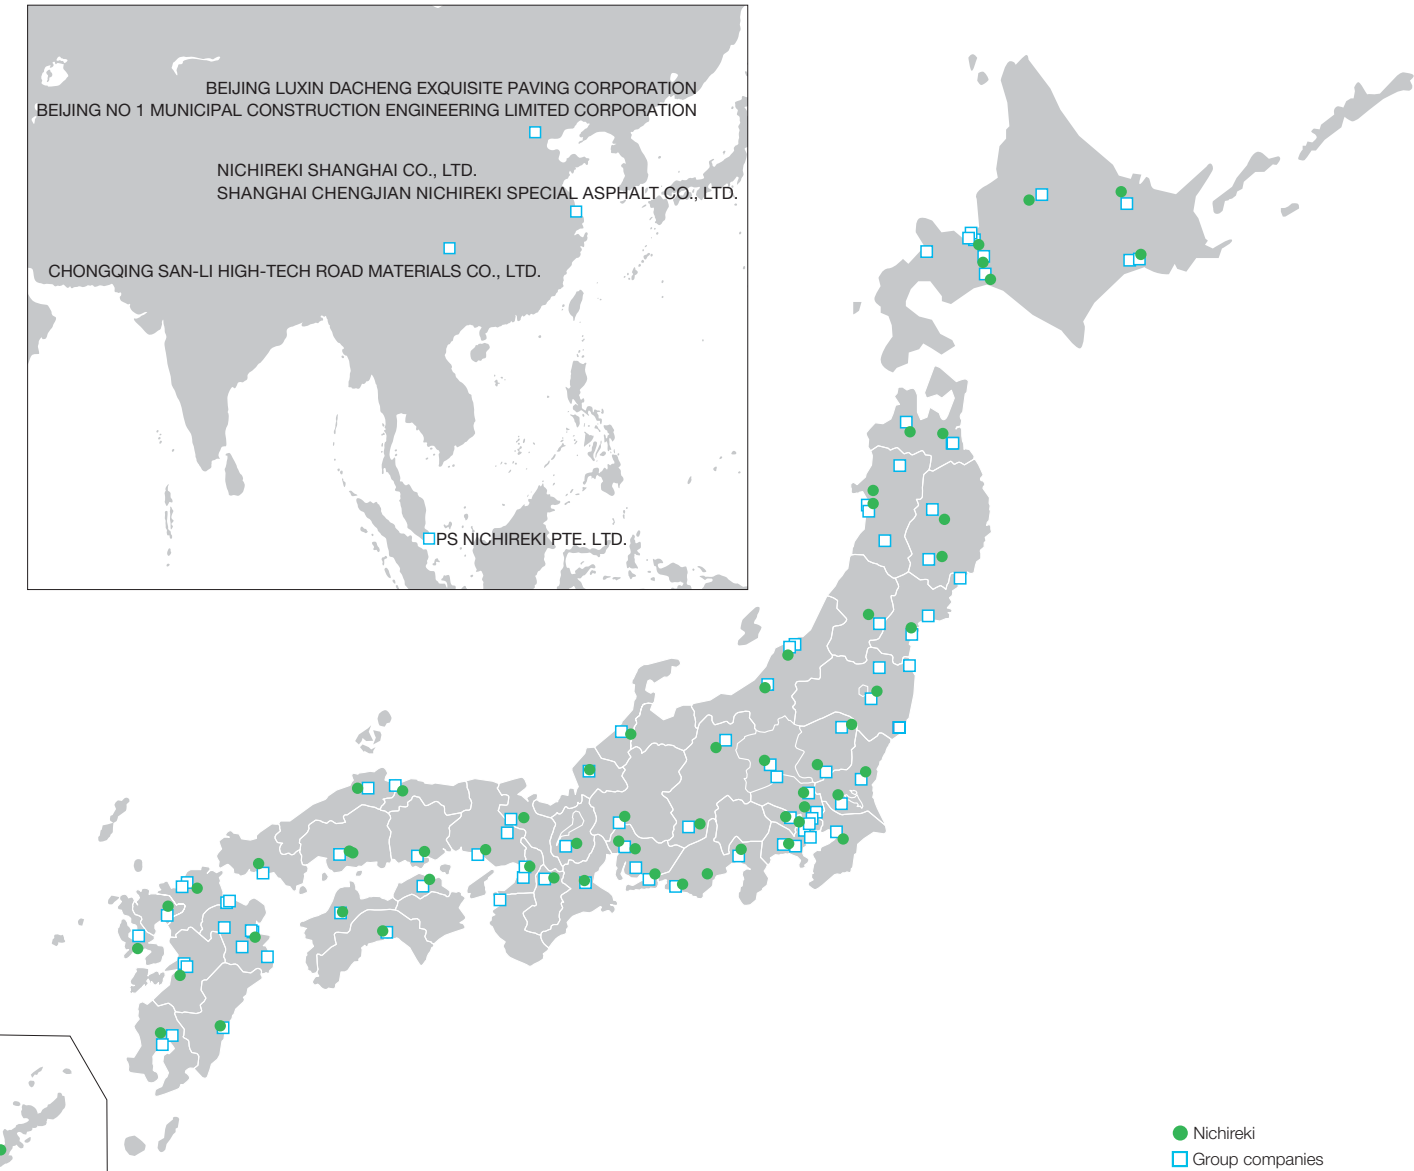 BEIJING LUXIN DACHENG EXQUISITE PAVING CORPORATION
BEIJING NO 1 MUNICIPAL CONSTRUCTION ENGINEERING LIMITED CORPORATION
NICHIREKI SHANGHAI CO., LTD.
SHANGHAI CHENGJIAN NICHIREKI SPECIAL ASPHALT CO., LTD.
CHONGQING SAN-LI HIGH-TECH ROAD MATERIALS CO., LTD.
PS NICHIREKI PTE. LTD.
Nichireki
Group companies